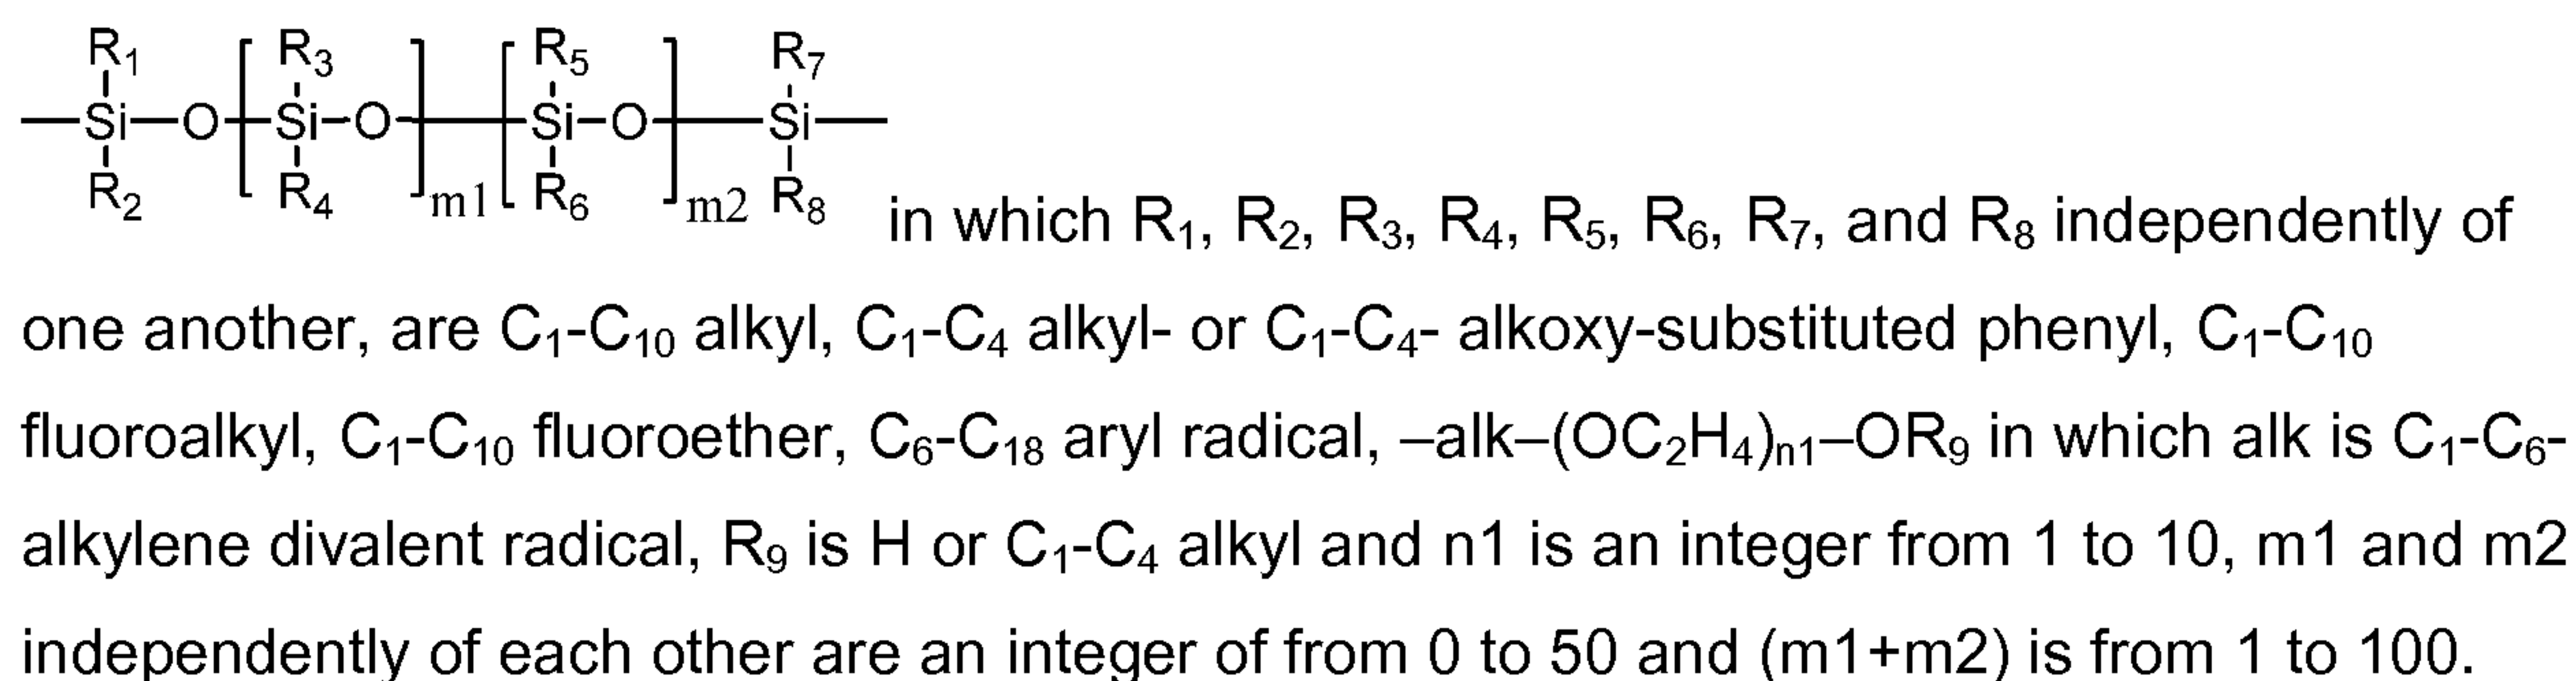 R₁ R₃ R₅ R₇
Si–O Si–O Si–O Si
R₂ R₄ m1 R₆ m2 R₈ in which R₁, R₂, R₃, R₄, R₅, R₆, R₇, and R₈ independently of
one another, are C₁-C₁₀ alkyl, C₁-C₄ alkyl- or C₁-C₄- alkoxy-substituted phenyl, C₁-C₁₀
fluoroalkyl, C₁-C₁₀ fluoroether, C₆-C₁₈ aryl radical, –alk–(OC₂H₄)ₙ₁–OR₉ in which alk is C₁-C₆-
alkylene divalent radical, R₉ is H or C₁-C₄ alkyl and n1 is an integer from 1 to 10, m1 and m2
independently of each other are an integer of from 0 to 50 and (m1+m2) is from 1 to 100.